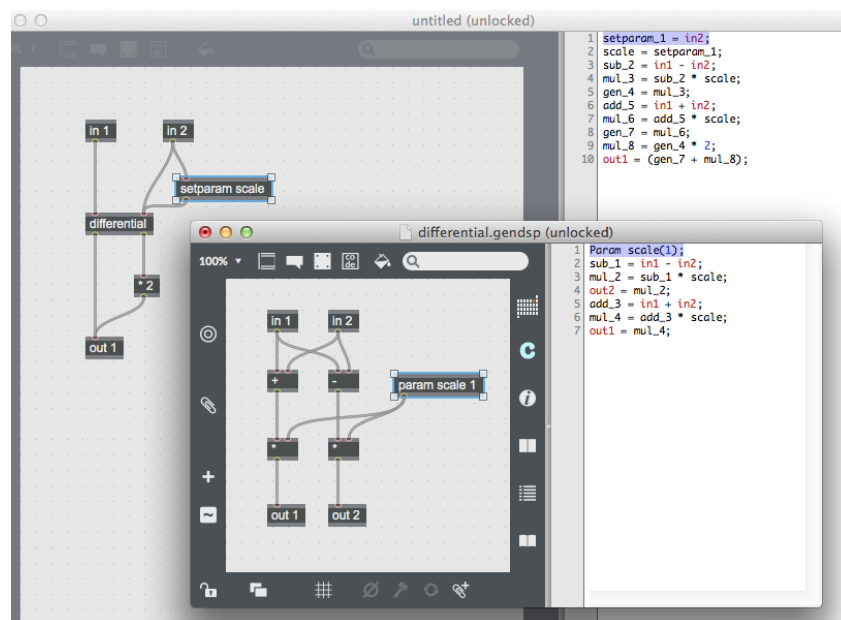 untitled (unlocked)
in 1
in 2
setparam scale
differential
* 2
out 1
1 setparam_1 = in2;
2 scale = setparam_1;
3 sub_2 = in1 - in2;
4 mul_3 = sub_2 * scale;
5 gen_4 = mul_3;
6 add_5 = in1 + in2;
7 mul_6 = add_5 * scale;
8 gen_7 = mul_6;
9 mul_8 = gen_4 * 2;
10 out1 = (gen_7 + mul_8);
differential.gendsp (unlocked)
100%
co
de
in 1
in 2
+
-
param scale 1
*
*
out 1
out 2
1 Param scale(1);
2 sub_1 = in1 - in2;
3 mul_2 = sub_1 * scale;
4 out2 = mul_2;
5 add_3 = in1 + in2;
6 mul_4 = add_3 * scale;
7 out1 = mul_4;